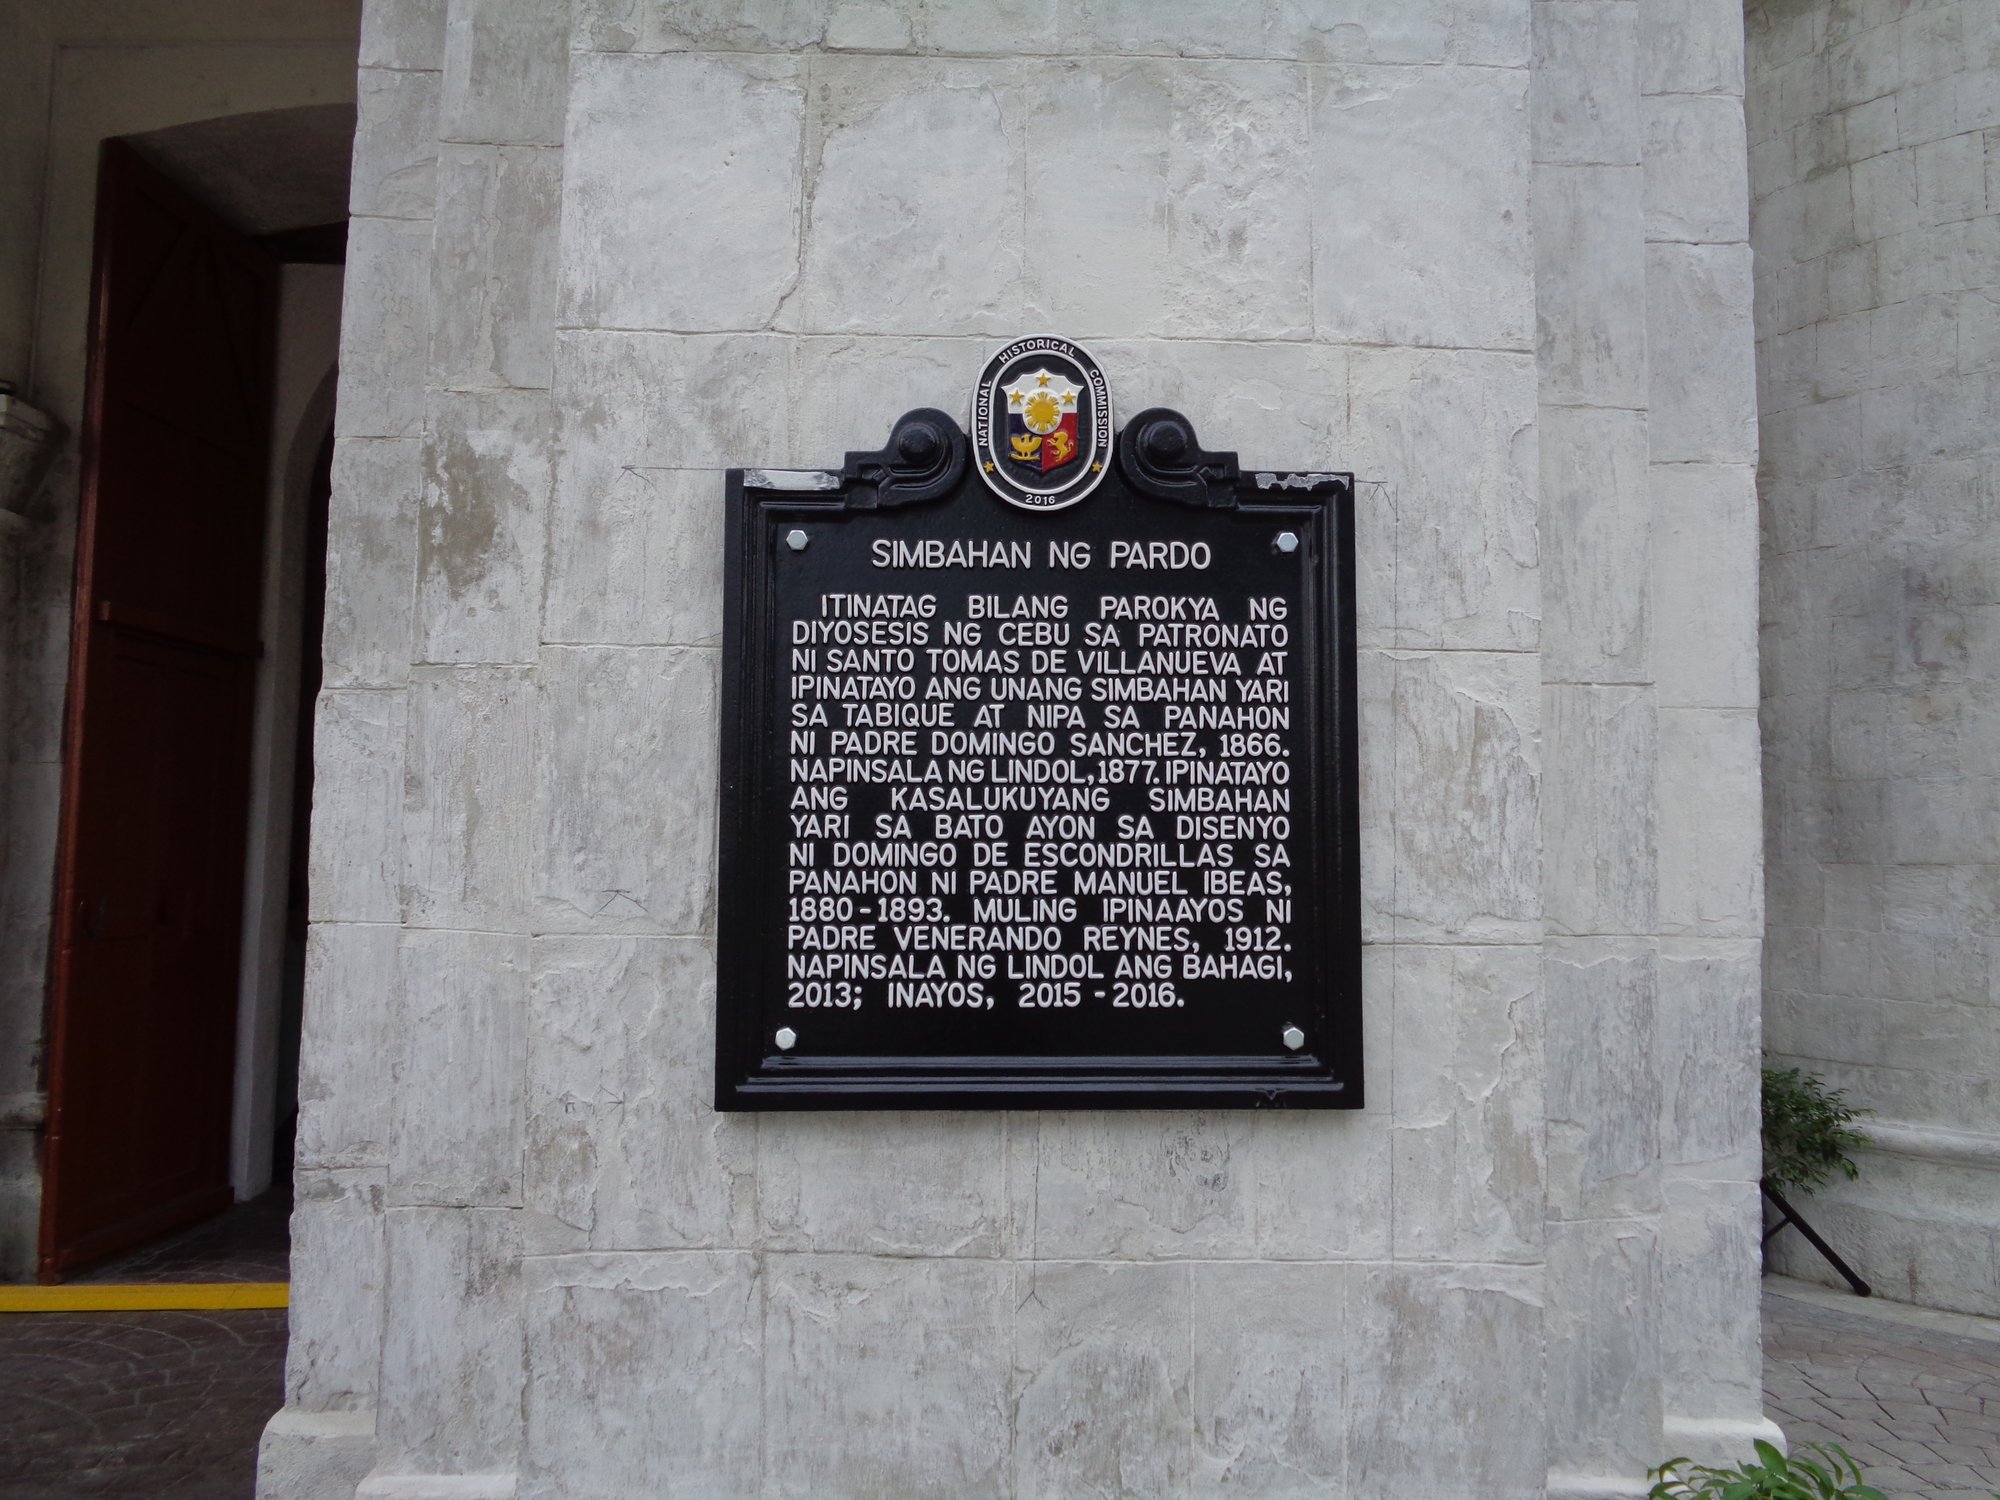 NATIONAL HISTORICAL COMMISSION
2016
SIMBAHAN NG PARDO
ITINATAG BILANG PAROKYA NG
DIYOSESIS NG CEBU SA PATRONATO
NI SANTO TOMAS DE VILLANUEVA AT
IPINATAYO ANG UNANG SIMBAHAN YARI
SA TABIQUE AT NIPA SA PANAHON
NI PADRE DOMINGO SANCHEZ, 1866.
NAPINSALA NG LINDOL, 1877. IPINATAYO
ANG KASALUKUYANG SIMBAHAN
YARI SA BATO AYON SA DISENYO
NI DOMINGO DE ESCONDRILLAS SA
PANAHON NI PADRE MANUEL IBEAS,
1880-1893. MULING IPINAAYOS NI
PADRE VENERANDO REYNES, 1912.
NAPINSALA NG LINDOL ANG BAHAGI,
2013; INAYOS, 2015-2016.